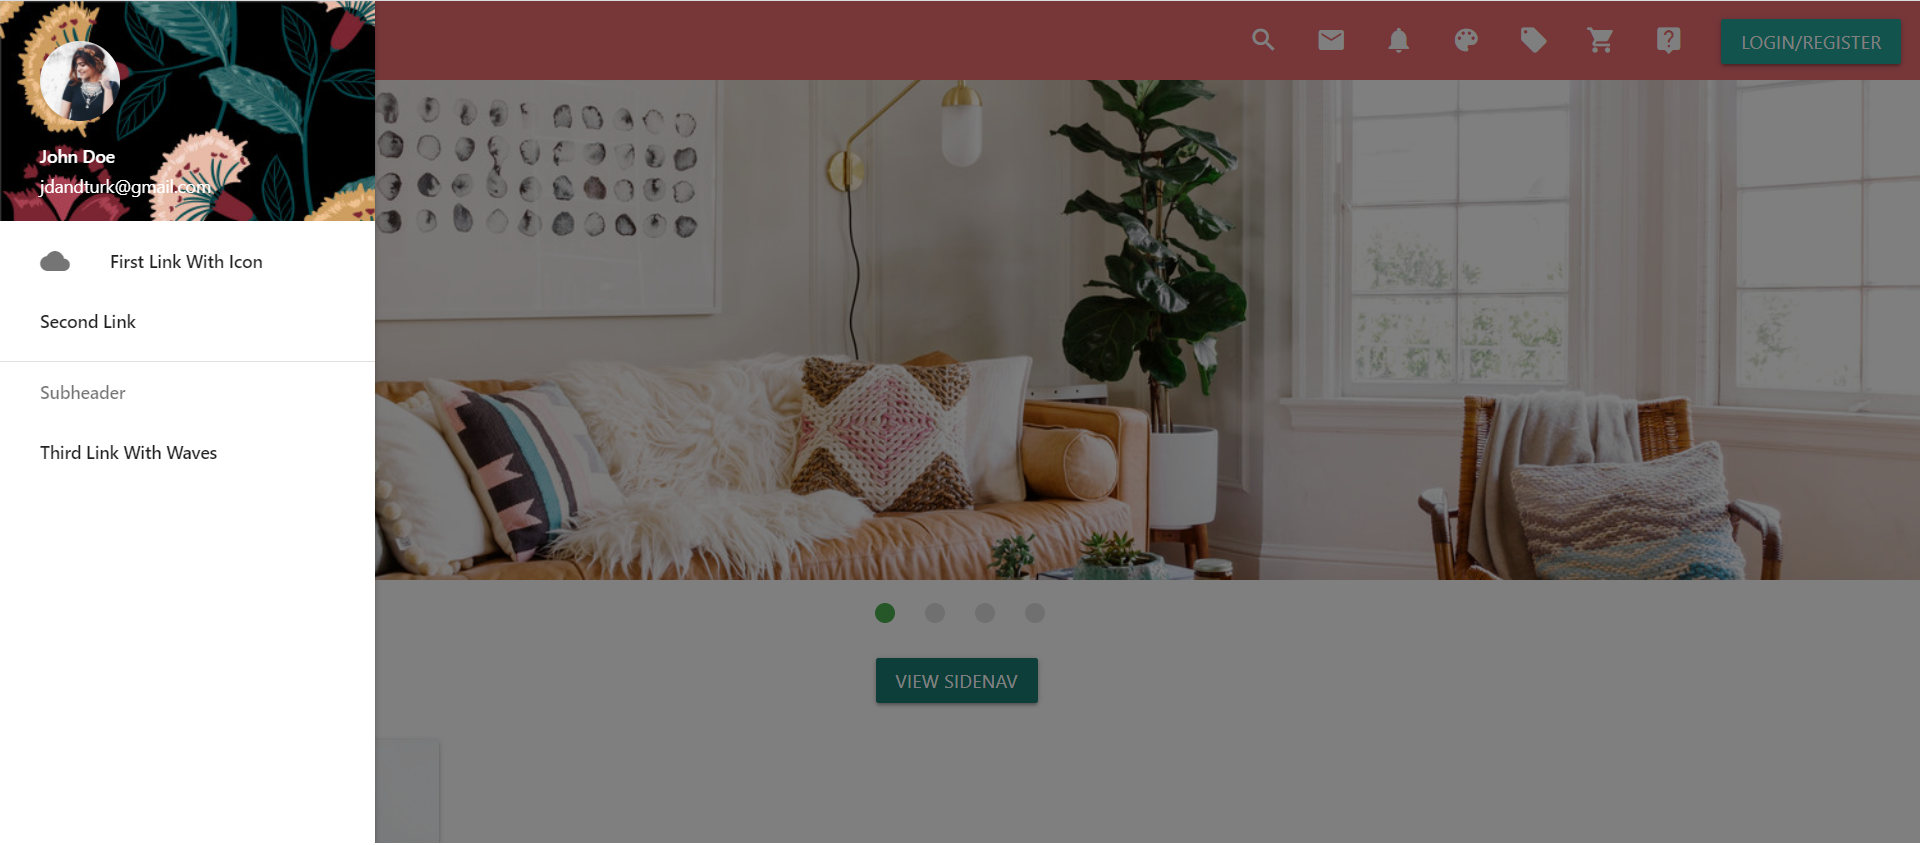 John Doe
jdandturk@gmail.com
First Link With Icon
Second Link
Subheader
Third Link With Waves
LOGIN/REGISTER
VIEW SIDENAV